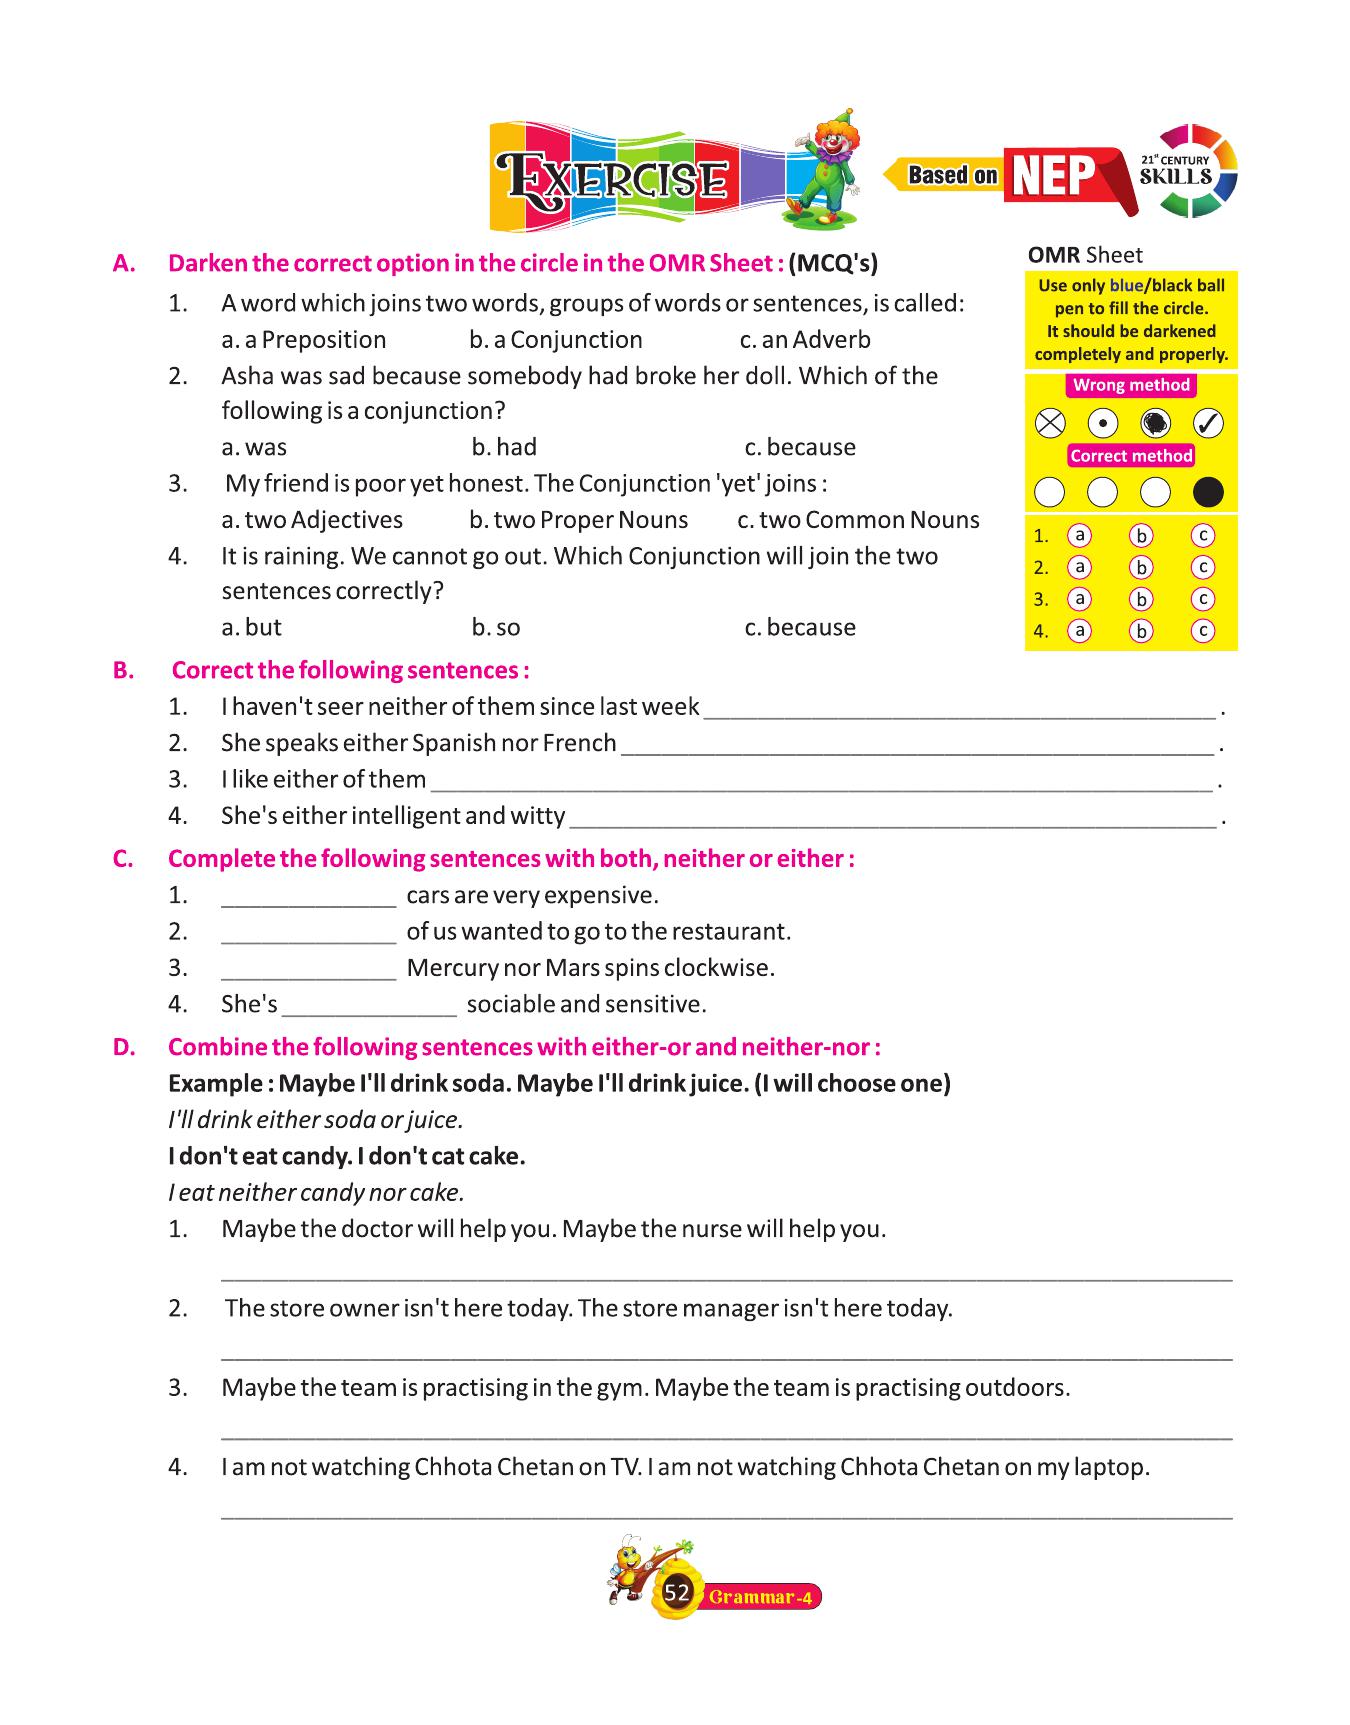 EXERCISE
Based on NEP
21st CENTURY
SKILLS
A. Darken the correct option in the circle in the OMR Sheet : (MCQ's)
1. A word which joins two words, groups of words or sentences, is called:
a. a Preposition b. a Conjunction c. an Adverb
2. Asha was sad because somebody had broke her doll. Which of the
following is a conjunction?
a. was b. had c. because
3. My friend is poor yet honest. The Conjunction 'yet' joins :
a. two Adjectives b. two Proper Nouns c. two Common Nouns
4. It is raining. We cannot go out. Which Conjunction will join the two
sentences correctly?
a. but b. so c. because
OMR Sheet
Use only blue/black ball
pen to fill the circle.
It should be darkened
completely and properly.
Wrong method
Correct method
1. a b c
2. a b c
3. a b c
4. a b c
B. Correct the following sentences :
1. I haven't seer neither of them since last week ______________________ .
2. She speaks either Spanish nor French ______________________ .
3. I like either of them ______________________ .
4. She's either intelligent and witty ______________________ .
C. Complete the following sentences with both, neither or either :
1. ______________ cars are very expensive.
2. ______________ of us wanted to go to the restaurant.
3. ______________ Mercury nor Mars spins clockwise.
4. She's ______________ sociable and sensitive.
D. Combine the following sentences with either-or and neither-nor :
Example : Maybe I'll drink soda. Maybe I'll drink juice. (I will choose one)
I'll drink either soda or juice.
I don't eat candy. I don't cat cake.
I eat neither candy nor cake.
1. Maybe the doctor will help you. Maybe the nurse will help you.
2. The store owner isn't here today. The store manager isn't here today.
3. Maybe the team is practising in the gym. Maybe the team is practising outdoors.
4. I am not watching Chhota Chetan on TV. I am not watching Chhota Chetan on my laptop.
52 Grammar-4